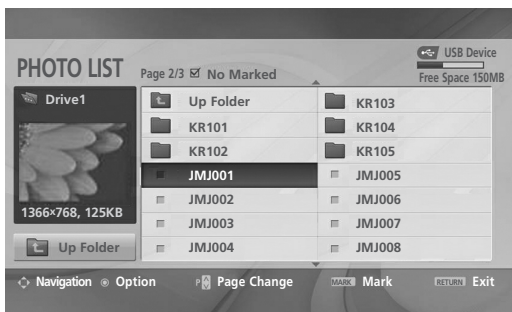 USB Device
PHOTO LIST
Page 2/3 No Marked
Free Space 150MB
Drive1
Up Folder KR103
KR101 KR104
KR102 KR105
JMJ001 JMJ005
JMJ002 JMJ006
JMJ003 JMJ007
JMJ004 JMJ008
1366×768, 125KB
Up Folder
Navigation Option P Page Change MARK Mark RETURN Exit